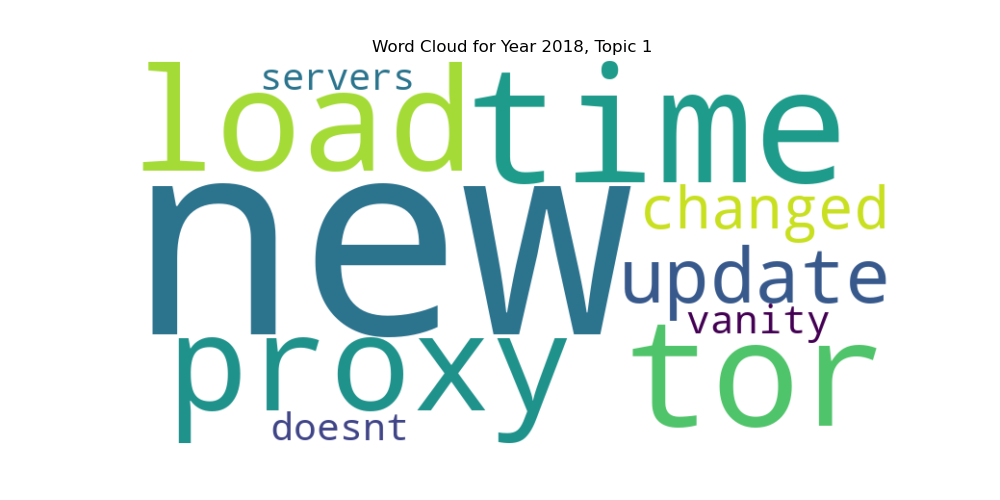 Word Cloud for Year 2018, Topic 1
servers
load time
new
changed
update
vanity
proxy tor
doesnt